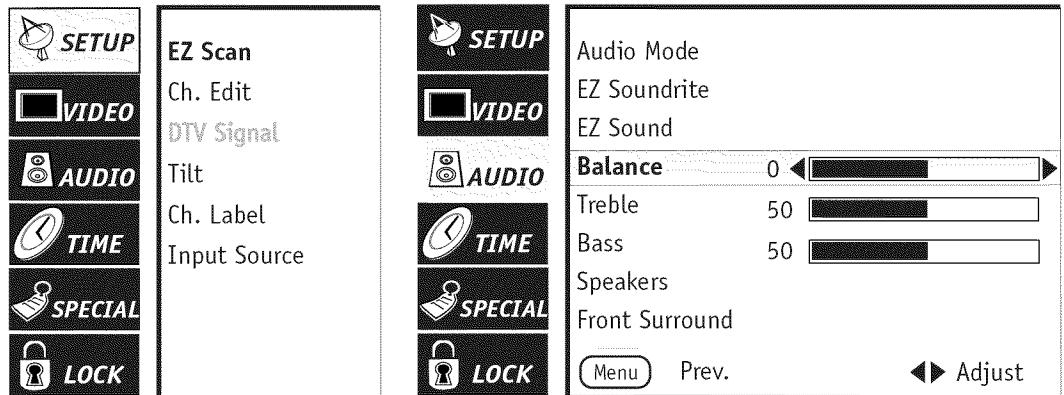 SETUP
VIDEO
AUDIO
TIME
SPECIAL
LOCK
EZ Scan
Ch. Edit
DTV Signal
Tilt
Ch. Label
Input Source
SETUP
VIDEO
AUDIO
TIME
SPECIAL
LOCK
Audio Mode
EZ Soundrite
EZ Sound
Balance 0
Treble 50
Bass 50
Speakers
Front Surround
Menu Prev. ◀▶ Adjust